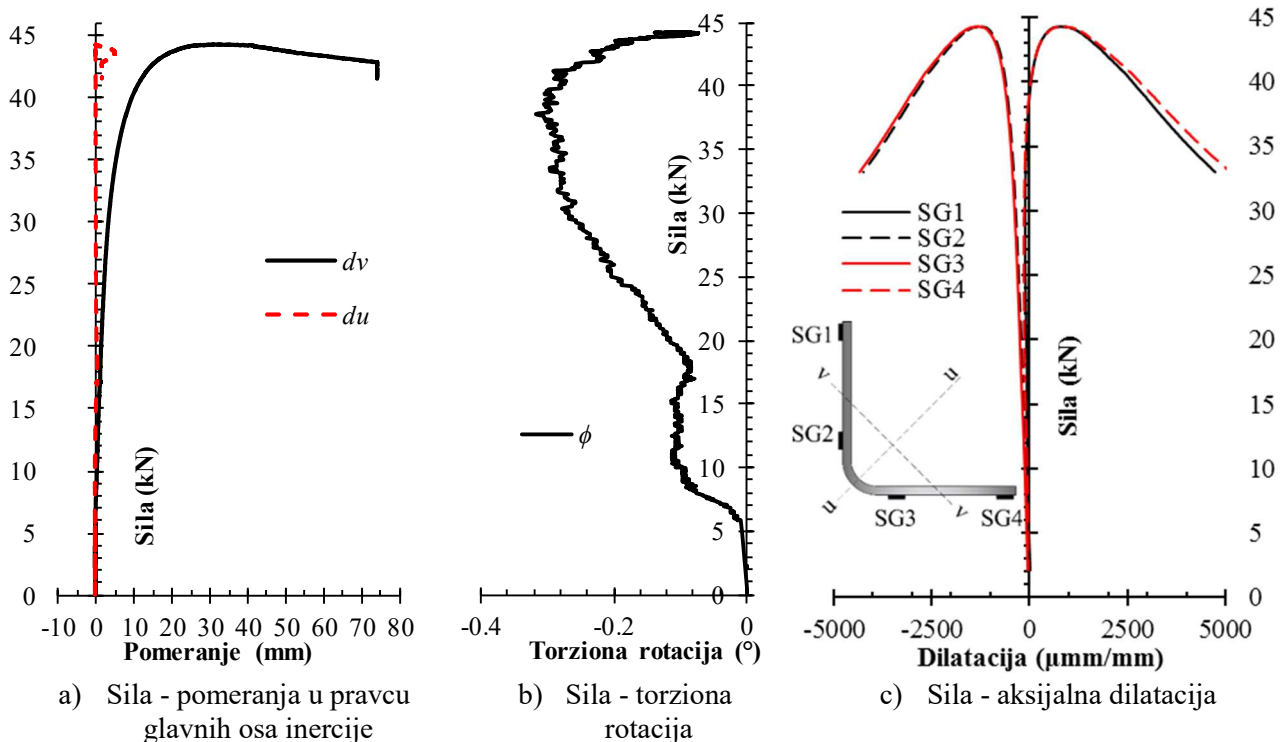 45
40
35
30
25
20
15
10
5
0
dv
du
Sila (kN)
-10 0 10 20 30 40 50 60 70 80
Pomeranje (mm)
a) Sila - pomeranja u pravcu
glavnih osa inercije
45
40
35
30
25
20
15
10
5
0
Sila (kN)
ϕ
-0.4 -0.2 0
Torziona rotacija (°)
b) Sila - torziona
rotacija
45
40
35
30
25
20
15
10
5
0
SG1
SG2
SG3
SG4
SG1
SG2
SG3
SG4
v
u
u
v
Sila (kN)
-5000 -2500 0 2500 5000
Dilatacija (µmm/mm)
c) Sila - aksijalna dilatacija